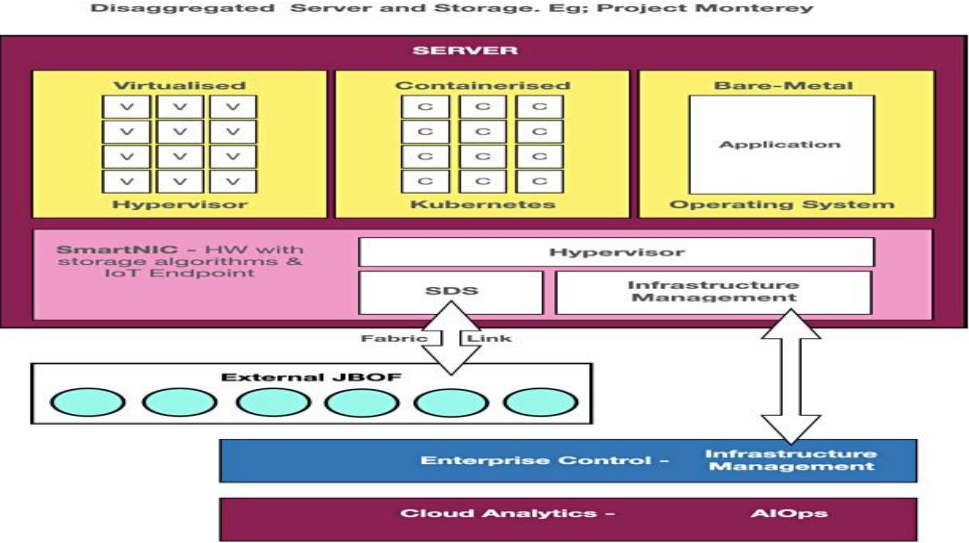 Disaggregated Server and Storage. Eg; Project Monterey
SERVER
Virtualised
V V V
V V V
V V V
V V V
Hypervisor
Containerised
C C C
C C C
C C C
C C C
Kubernetes
Bare-Metal
Application
Operating System
SmartNIC - HW with
storage algorithms &
IoT Endpoint
Hypervisor
SDS
Infrastructure
Management
Fabric Link
External JBOF
Enterprise Control -
Infrastructure
Management
Cloud Analytics - AIOps